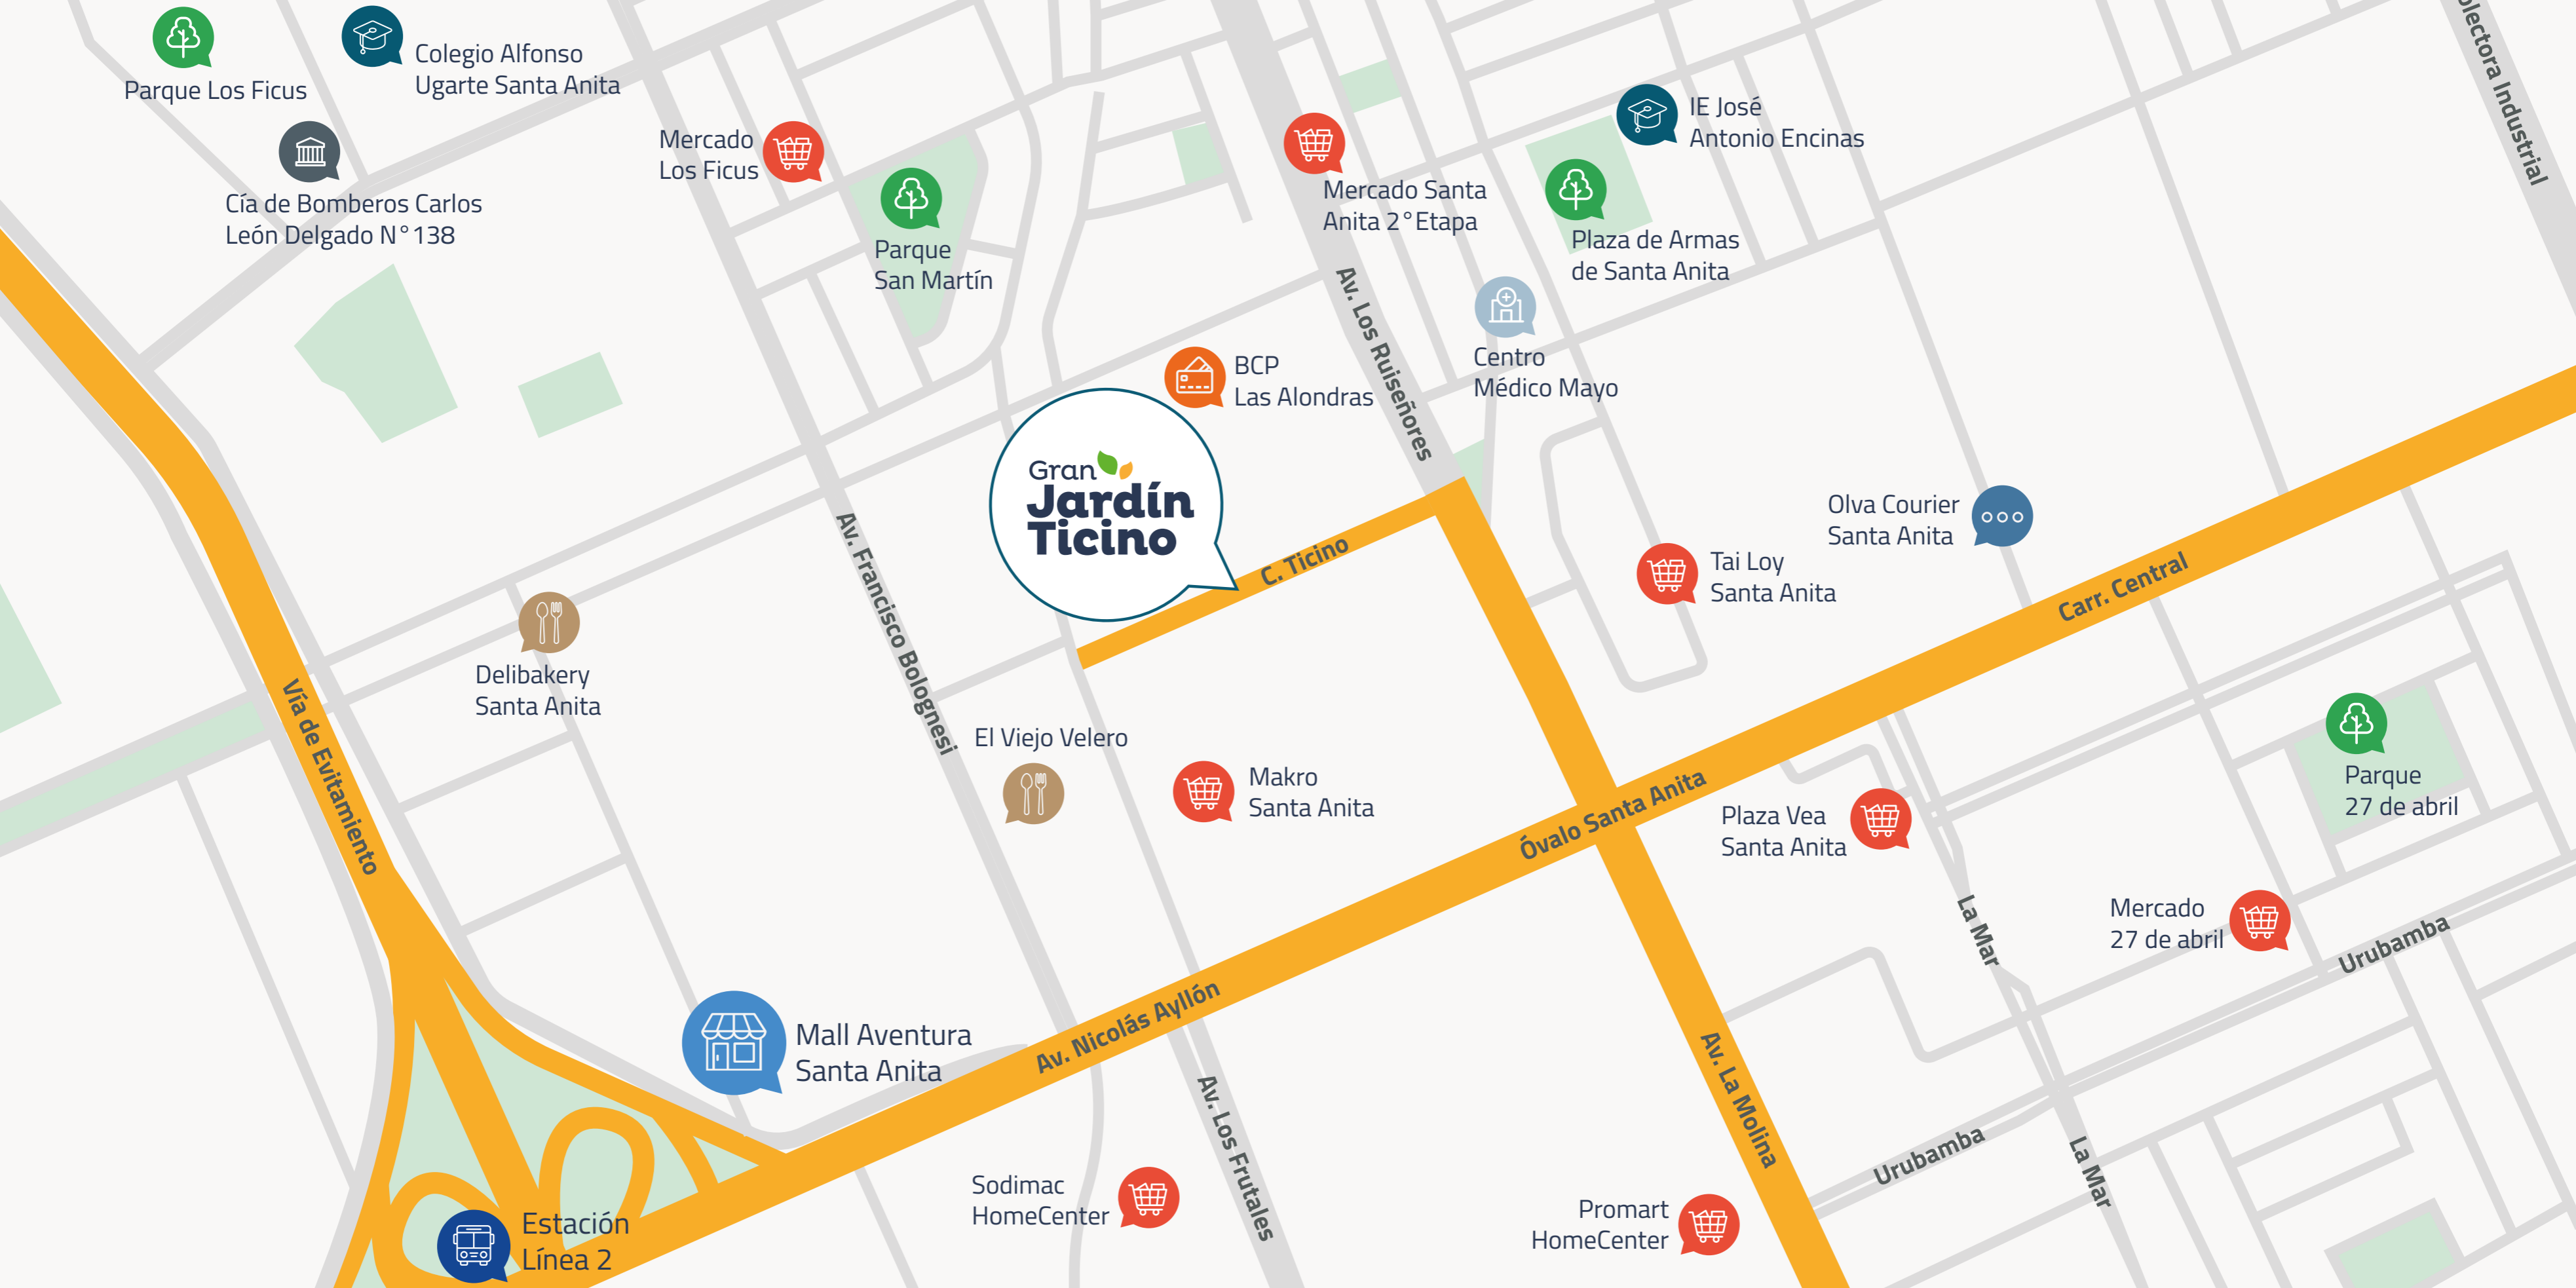 Parque Los Ficus
Colegio Alfonso
Ugarte Santa Anita
Cía de Bomberos Carlos
León Delgado N°138
Mercado
Los Ficus
Parque
San Martín
Mercado Santa
Anita 2°Etapa
IE José
Antonio Encinas
Plaza de Armas
de Santa Anita
Centro
Médico Mayo
BCP
Las Alondras
Av. Los Ruiseñores
Industrial
Gran
Jardín
Ticino
C. Ticino
Av. Francisco Bolognesi
Olva Courier
Santa Anita
Tai Loy
Santa Anita
Carr. Central
Delibakery
Santa Anita
Vía de Evitamiento
El Viejo Velero
Makro
Santa Anita
Óvalo Santa Anita
Plaza Vea
Santa Anita
Parque
27 de abril
Mercado
27 de abril
La Mar
Urubamba
Mall Aventura
Santa Anita
Av. Nicolás Ayllón
Av. Los Frutales
Av. La Molina
Urubamba
La Mar
Sodimac
HomeCenter
Promart
HomeCenter
Estación
Línea 2